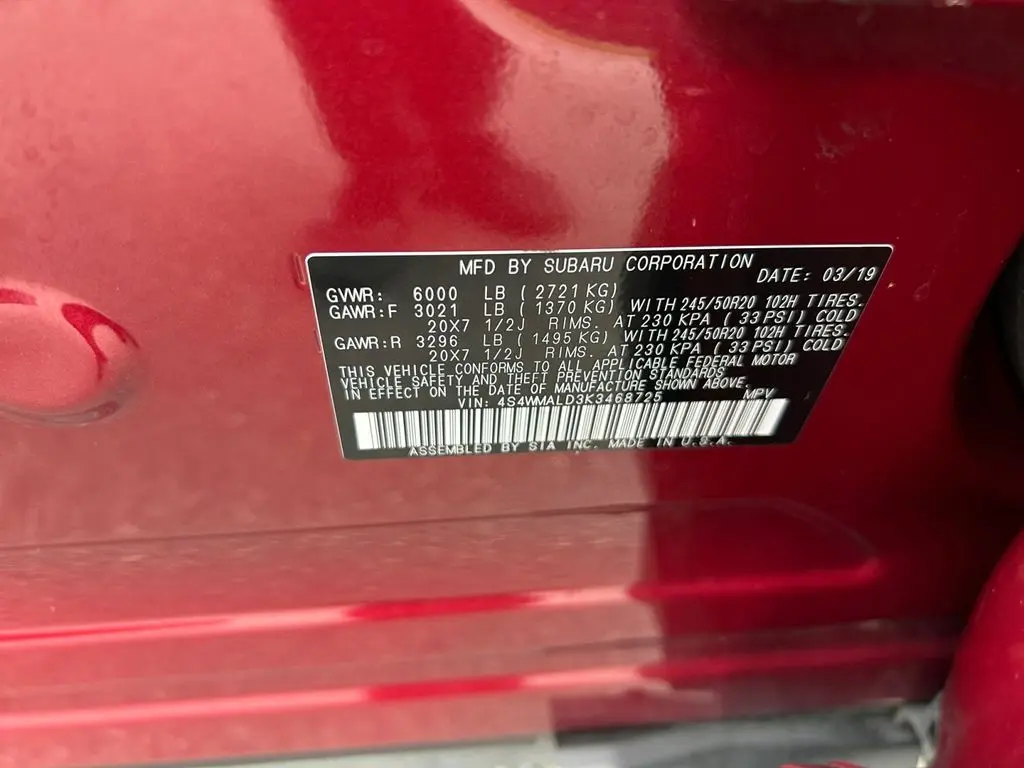 MFD BY SUBARU CORPORATION DATE: 03/19
GVWR: 6000 LB ( 2721 KG)
GAWR:F 3021 LB ( 1370 KG) WITH 245/50R20 102H TIRES.
20X7 1/2J RIMS. AT 230 KPA ( 33 PSI) COLD
GAWR:R 3296 LB ( 1495 KG) WITH 245/50R20 102H TIRES.
20X7 1/2J RIMS. AT 230 KPA ( 33 PSI) COLD
THIS VEHICLE CONFORMS TO ALL APPLICABLE FEDERAL MOTOR
VEHICLE SAFETY AND THEFT PREVENTION STANDARDS
IN EFFECT ON THE DATE OF MANUFACTURE SHOWN ABOVE.
VIN: 4S4WMALD3K3468725 MPV
ASSEMBLED BY SIA INC. MADE IN U.S.A.